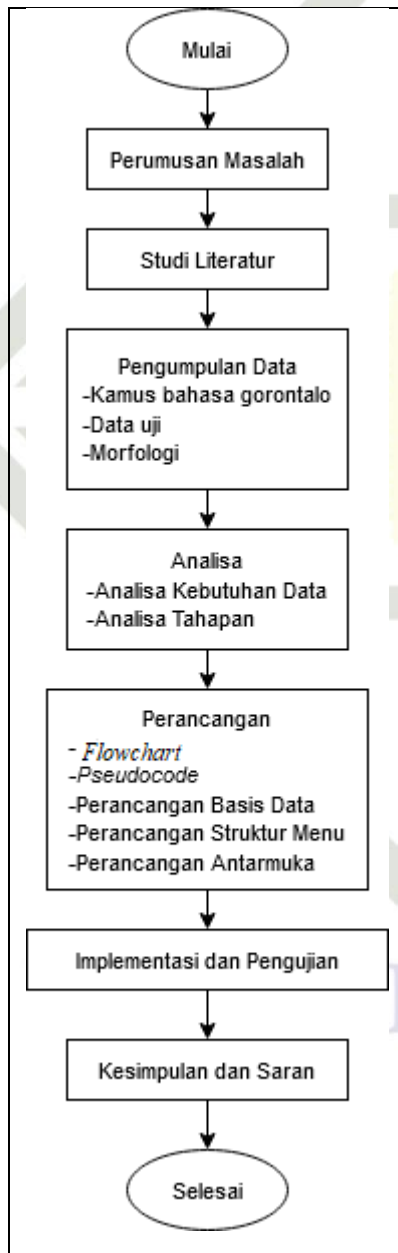 Mulai
Perumusan Masalah
Studi Literatur
Pengumpulan Data
-Kamus bahasa gorontalo
-Data uji
-Morfologi
Analisa
-Analisa Kebutuhan Data
-Analisa Tahapan
Perancangan
- Flowchart
-Pseudocode
-Perancangan Basis Data
-Perancangan Struktur Menu
-Perancangan Antarmuka
Implementasi dan Pengujian
Kesimpulan dan Saran
Selesai